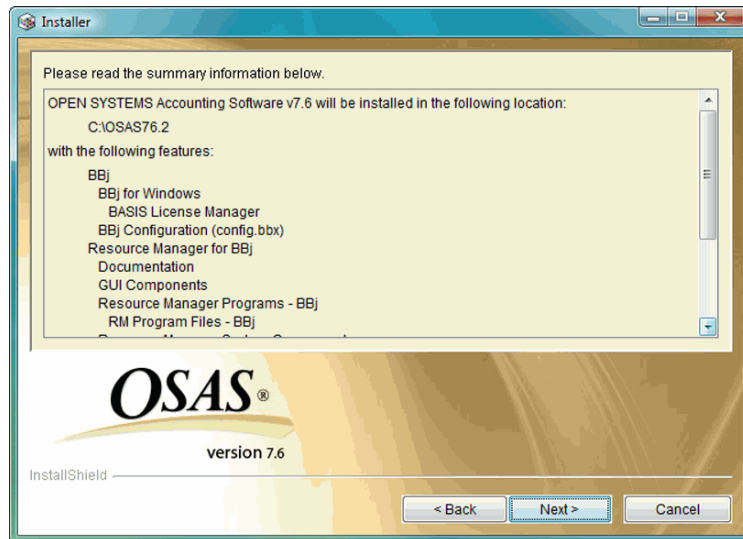 Installer
Please read the summary information below.
OPEN SYSTEMS Accounting Software v7.6 will be installed in the following location:
C:\OSAS76.2
with the following features:
BBj
BBj for Windows
BASIS License Manager
BBj Configuration (config.bbx)
Resource Manager for BBj
Documentation
GUI Components
Resource Manager Programs - BBj
RM Program Files - BBj
OSAS®
version 7.6
InstallShield
< Back Next > Cancel